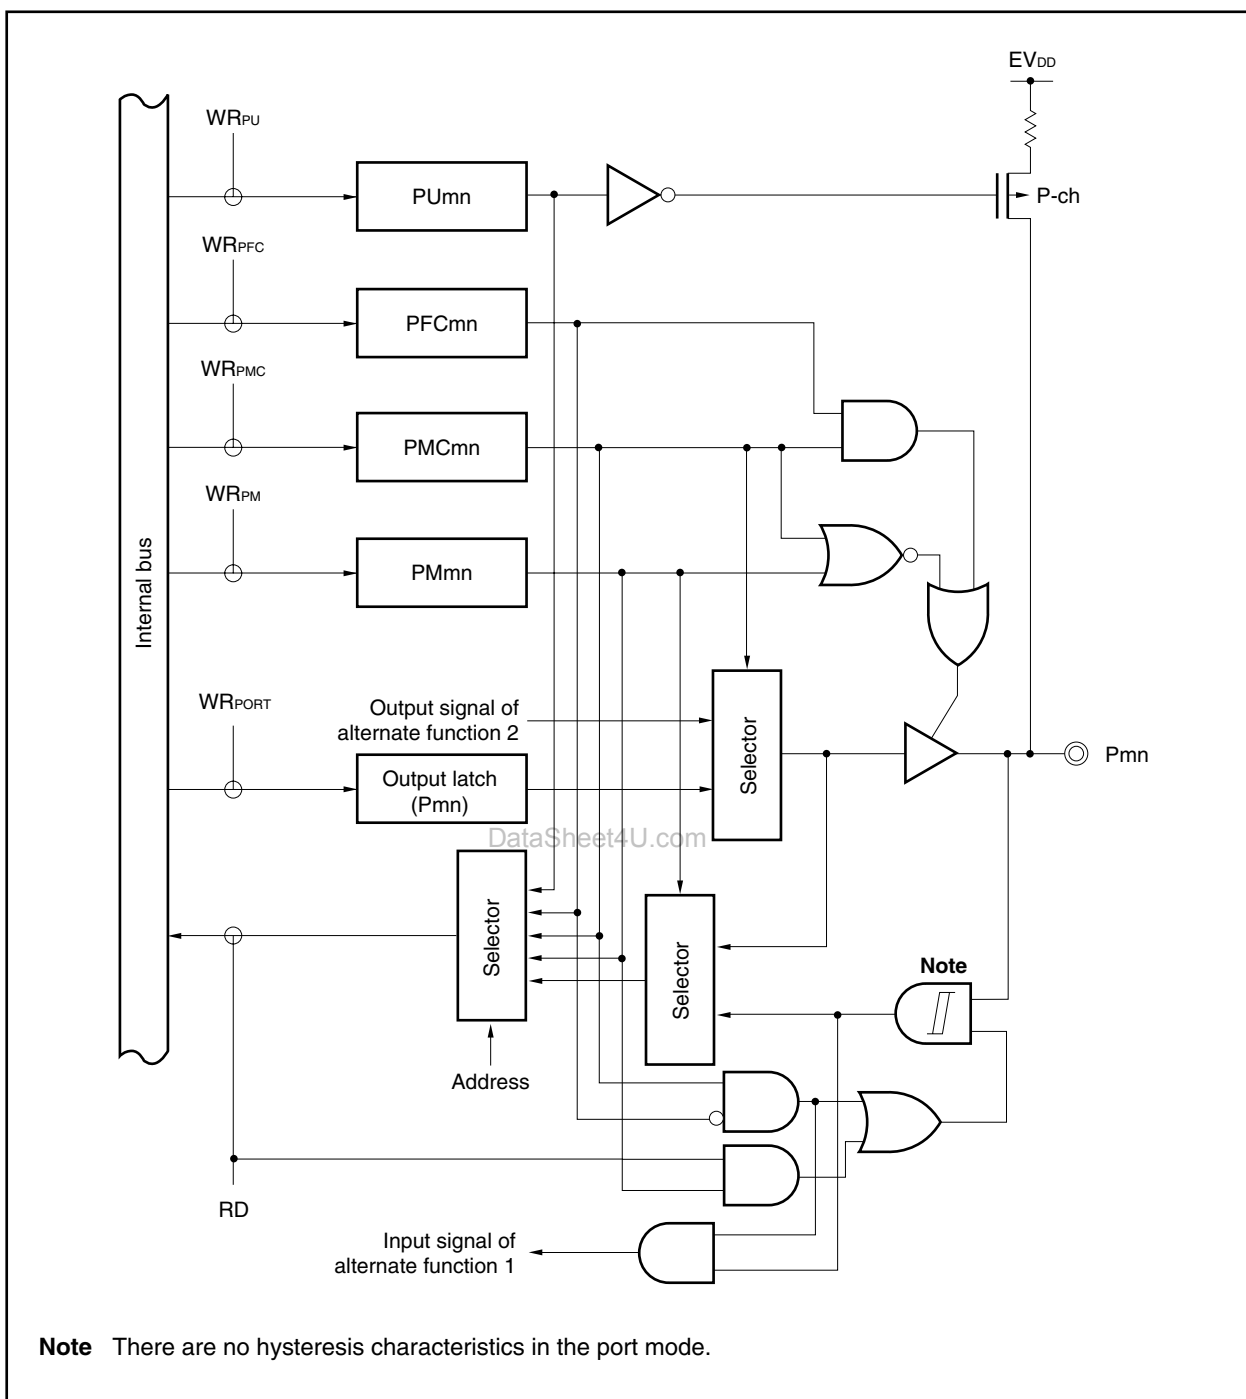 EVDD
WRPU
PUmn
P-ch
WRPFC
PFCmn
WRPMC
PMCmn
WRPM
PMmn
Internal bus
WRPORT
Output signal of
alternate function 2
Selector
Pmn
Output latch
(Pmn)
DataSheet4U.com
Selector
Selector
Note
Address
RD
Input signal of
alternate function 1
Note There are no hysteresis characteristics in the port mode.